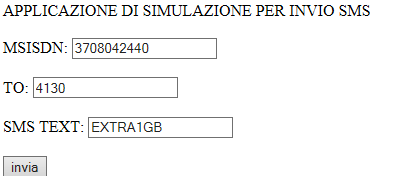 APPLICAZIONE DI SIMULAZIONE PER INVIO SMS
MSISDN: 3708042440
TO: 4130
SMS TEXT: EXTRA1GB
invia